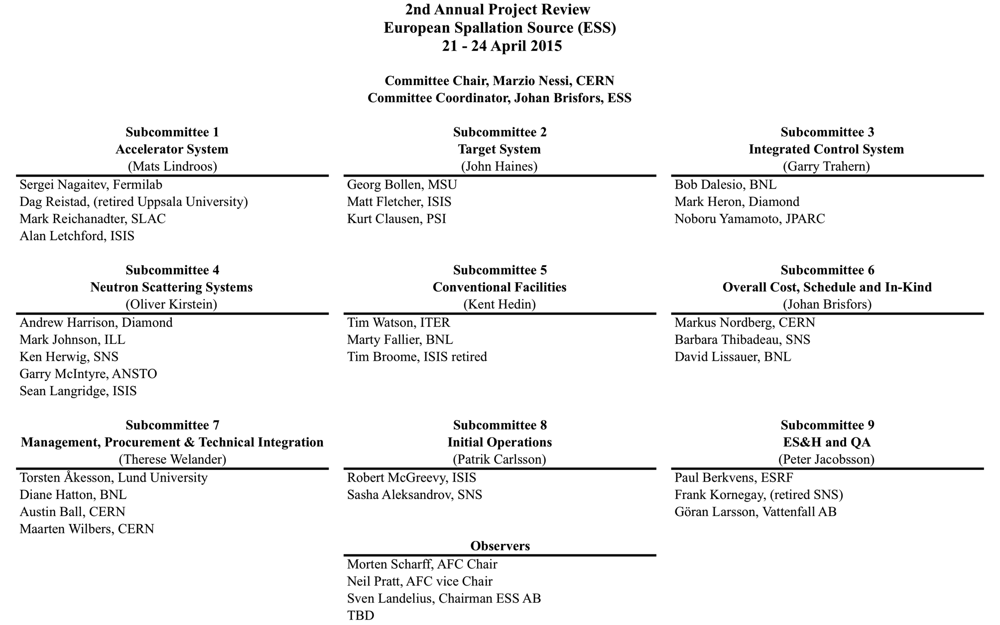 2nd Annual Project Review
European Spallation Source (ESS)
21 - 24 April 2015
Committee Chair, Marzio Nessi, CERN
Committee Coordinator, Johan Brisfors, ESS
Subcommittee 1
Accelerator System
(Mats Lindroos)
Sergei Nagaitev, Fermilab
Dag Reistad, (retired Uppsala University)
Mark Reichanadter, SLAC
Alan Letchford, ISIS
Subcommittee 2
Target System
(John Haines)
Georg Bollen, MSU
Matt Fletcher, ISIS
Kurt Clausen, PSI
Subcommittee 3
Integrated Control System
(Garry Trahern)
Bob Dalesio, BNL
Mark Heron, Diamond
Noboru Yamamoto, JPARC
Subcommittee 4
Neutron Scattering Systems
(Oliver Kirstein)
Andrew Harrison, Diamond
Mark Johnson, ILL
Ken Herwig, SNS
Garry McIntyre, ANSTO
Sean Langridge, ISIS
Subcommittee 5
Conventional Facilities
(Kent Hedin)
Tim Watson, ITER
Marty Fallier, BNL
Tim Broome, ISIS retired
Subcommittee 6
Overall Cost, Schedule and In-Kind
(Johan Brisfors)
Markus Nordberg, CERN
Barbara Thibadeau, SNS
David Lissauer, BNL
Subcommittee 7
Management, Procurement & Technical Integration
(Therese Welander)
Torsten Åkesson, Lund University
Diane Hatton, BNL
Austin Ball, CERN
Maarten Wilbers, CERN
Subcommittee 8
Initial Operations
(Patrik Carlsson)
Robert McGreevy, ISIS
Sasha Aleksandrov, SNS
Subcommittee 9
ES&H and QA
(Peter Jacobsson)
Paul Berkvens, ESRF
Frank Kornegay, (retired SNS)
Göran Larsson, Vattenfall AB
Observers
Morten Scharff, AFC Chair
Neil Pratt, AFC vice Chair
Sven Landelius, Chairman ESS AB
TBD